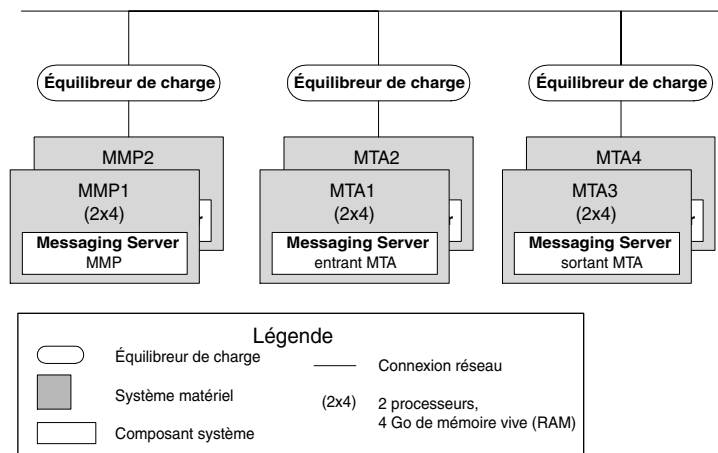 Équilibreur de charge
Équilibreur de charge
Équilibreur de charge
MMP2
MTA2
MTA4
MMP1
(2x4)
Messaging Server
MMP
MTA1
(2x4)
Messaging Server
entrant MTA
MTA3
(2x4)
Messaging Server
sortant MTA
Légende
Équilibreur de charge
Système matériel
Composant système
Connexion réseau
(2x4) 2 processeurs,
4 Go de mémoire vive (RAM)